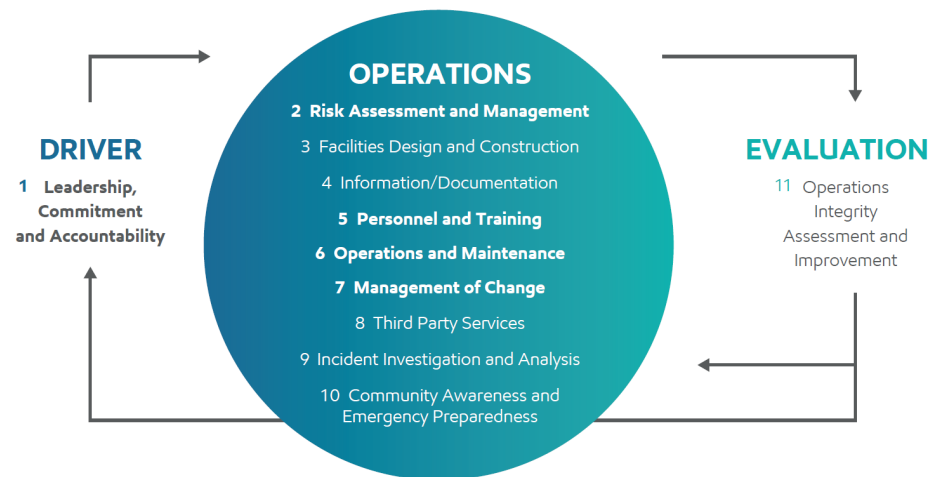 DRIVER
1 Leadership,
Commitment
and Accountability
OPERATIONS
2 Risk Assessment and Management
3 Facilities Design and Construction
4 Information/Documentation
5 Personnel and Training
6 Operations and Maintenance
7 Management of Change
8 Third Party Services
9 Incident Investigation and Analysis
10 Community Awareness and
Emergency Preparedness
EVALUATION
11 Operations
Integrity
Assessment and
Improvement